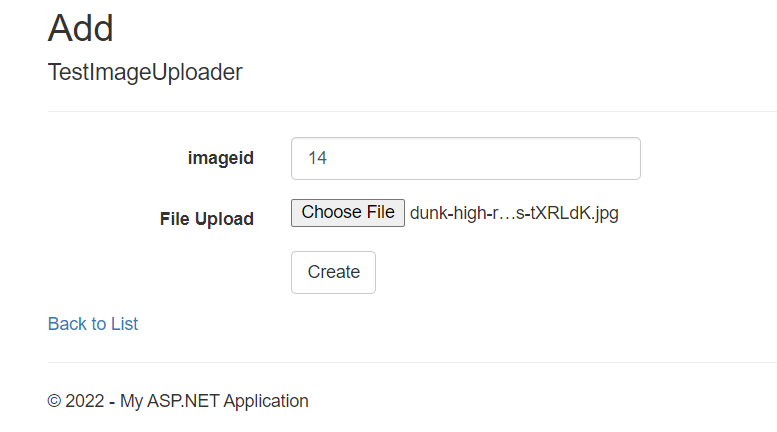 Add
TestImageUploader
imageid 14
File Upload Choose File dunk-high-r...s-tXRLdK.jpg
Create
Back to List
© 2022 - My ASP.NET Application